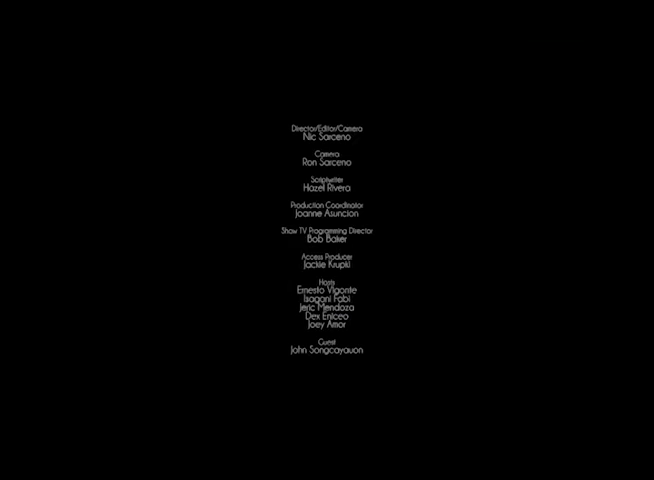 Director/Editor/Camera
Nic Sarceno
Camera
Ron Sarceno
Scriptwriter
Hazel Rivera
Production Coordinator
Joanne Asuncion
Shaw TV Programming Director
Bob Baker
Access Producer
Jackie Krupki
Hosts
Ernesto Vigonte
Isagani Fabi
Jeric Mendoza
Dex Eniceo
Joey Amor
Guest
John Songcayauon